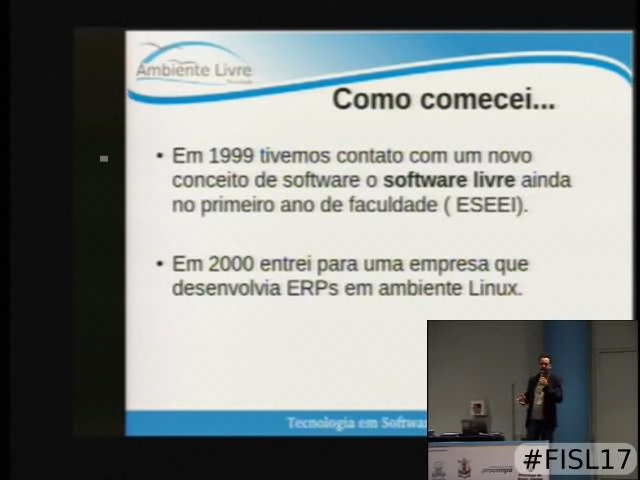 Ambiente Livre
Como comecei...
• Em 1999 tivemos contato com um novo
conceito de software o software livre ainda
no primeiro ano de faculdade ( ESEEI).
• Em 2000 entrei para uma empresa que
desenvolvia ERPs em ambiente Linux.
Tecnologia em Softwa
procempa
#FISL17